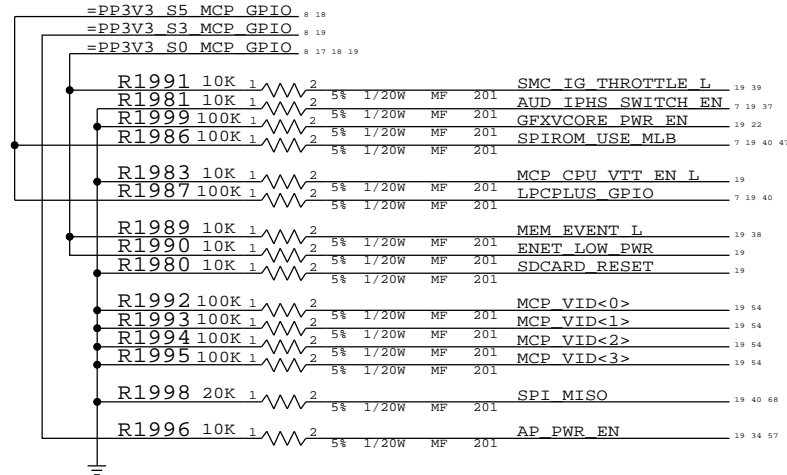 =PP3V3_S5_MCP_GPIO 8 18
=PP3V3_S3_MCP_GPIO 8 19
=PP3V3_S0_MCP_GPIO 8 17 18 19
R1991 10K 1 2 5% 1/20W MF 201 SMC_IG_THROTTLE_L 19 39
R1981 10K 1 2 5% 1/20W MF 201 AUD_IPHS_SWITCH_EN 7 19 37
R1999 100K 1 2 5% 1/20W MF 201 GFXVCORE_PWR_EN 19 22
R1986 100K 1 2 5% 1/20W MF 201 SPIROM_USE_MLB 7 19 40 47
R1983 10K 1 2 5% 1/20W MF 201 MCP_CPU_VTT_EN_L 19
R1987 100K 1 2 5% 1/20W MF 201 LPCPLUS_GPIO 7 19 40
R1989 10K 1 2 5% 1/20W MF 201 MEM_EVENT_L 19 38
R1990 10K 1 2 5% 1/20W MF 201 ENET_LOW_PWR 19
R1980 10K 1 2 5% 1/20W MF 201 SDCARD_RESET 19
R1992 100K 1 2 5% 1/20W MF 201 MCP_VID<0> 19 54
R1993 100K 1 2 5% 1/20W MF 201 MCP_VID<1> 19 54
R1994 100K 1 2 5% 1/20W MF 201 MCP_VID<2> 19 54
R1995 100K 1 2 5% 1/20W MF 201 MCP_VID<3> 19 54
R1998 20K 1 2 5% 1/20W MF 201 SPI_MISO 19 40 68
R1996 10K 1 2 5% 1/20W MF 201 AP_PWR_EN 19 34 57